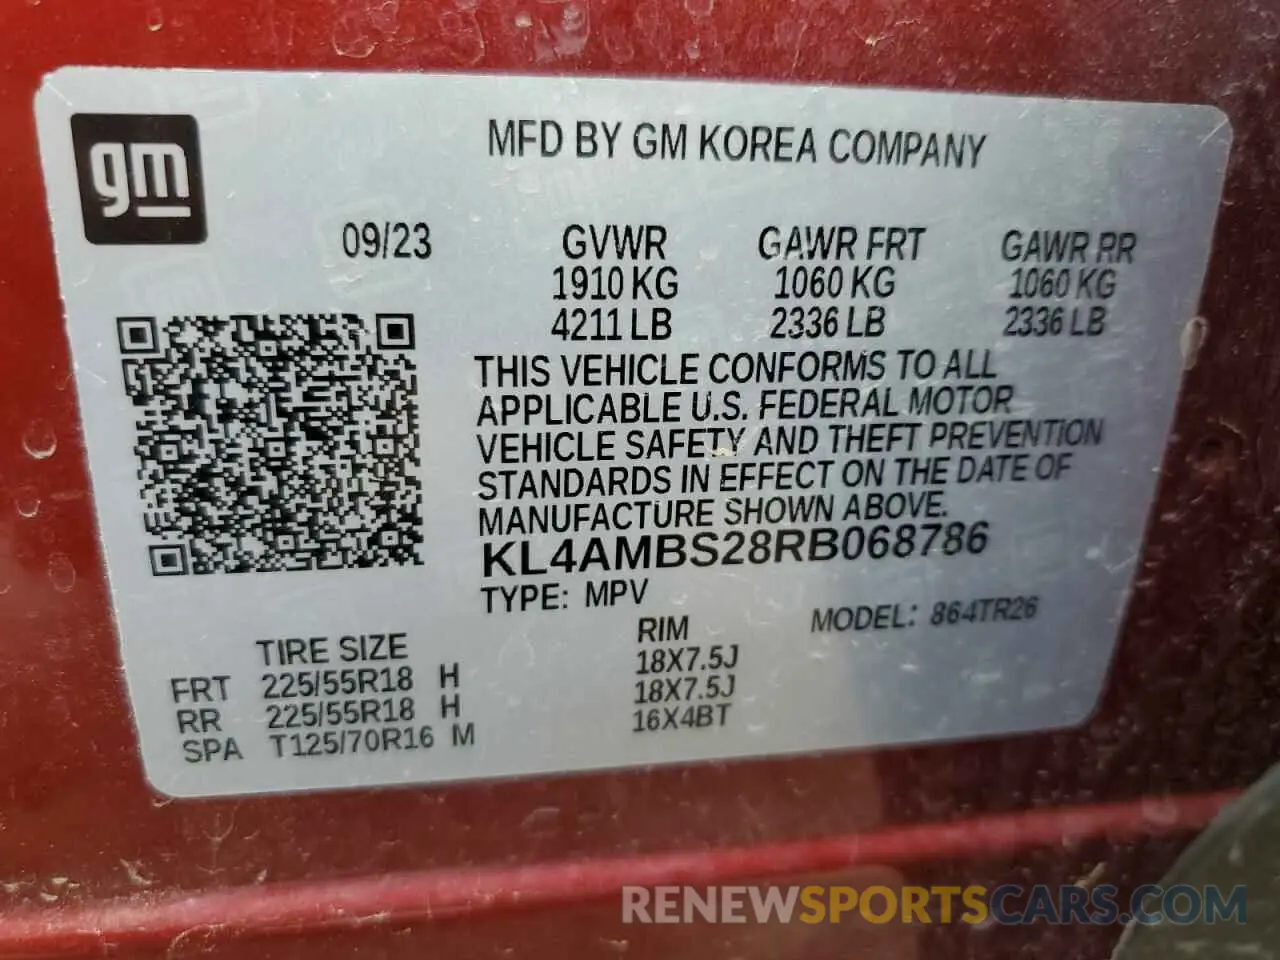 gm
MFD BY GM KOREA COMPANY
09/23 GVWR GAWR FRT GAWR RR
1910 KG 1060 KG 1060 KG
4211 LB 2336 LB 2336 LB
THIS VEHICLE CONFORMS TO ALL
APPLICABLE U.S. FEDERAL MOTOR
VEHICLE SAFETY AND THEFT PREVENTION
STANDARDS IN EFFECT ON THE DATE OF
MANUFACTURE SHOWN ABOVE.
KL4AMBS28RB068786
TYPE: MPV MODEL: 864TR26
TIRE SIZE RIM
FRT 225/55R18 H 18X7.5J
RR 225/55R18 H 18X7.5J
SPA T125/70R16 M 16X4BT
RENEWSPORTSCARS.COM